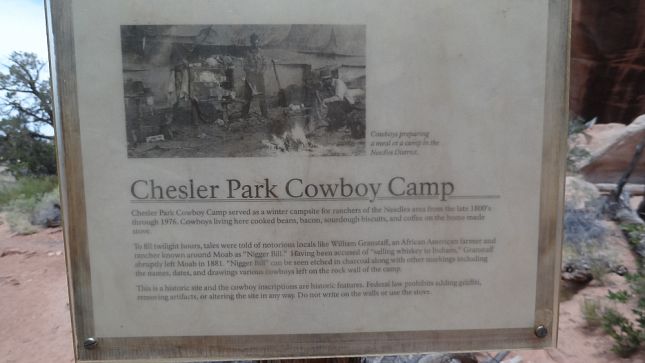 Cowboys preparing
a meal at a camp in the
Needles District.
Chesler Park Cowboy Camp
Chesler Park Cowboy Camp served as a winter campsite for ranchers of the Needles area from the late 1800's
through 1976. Cowboys living here cooked beans, bacon, sourdough biscuits, and coffee on the home made
stove.
To fill twilight hours, tales were told of notorious locals like William Granstaff, an African American farmer and
rancher known around Moab as "Nigger Bill." Having been accused of "selling whiskey to Indians," Granstaff
abruptly left Moab in 1881. "Nigger Bill" can be seen etched in charcoal along with other markings including
the names, dates, and drawings various cowboys left on the rock wall of the camp.
This is a historic site and the cowboy inscriptions are historic features. Federal law prohibits adding graffiti,
removing artifacts, or altering the site in any way. Do not write on the walls or use the stove.